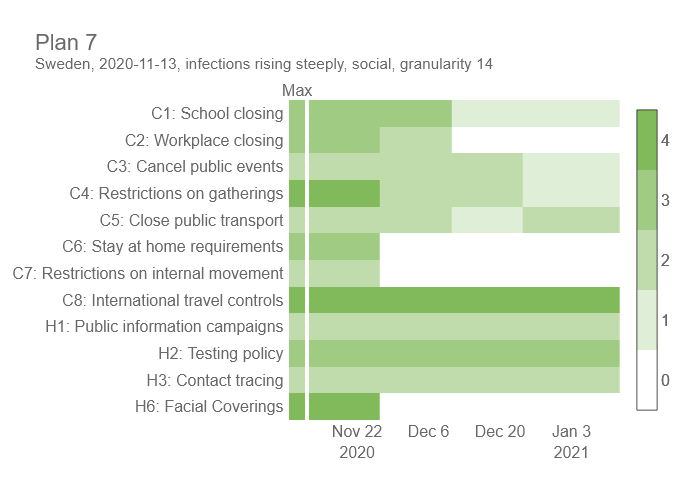 Plan 7
Sweden, 2020-11-13, infections rising steeply, social, granularity 14
Max
C1: School closing
C2: Workplace closing
C3: Cancel public events
C4: Restrictions on gatherings
C5: Close public transport
C6: Stay at home requirements
C7: Restrictions on internal movement
C8: International travel controls
H1: Public information campaigns
H2: Testing policy
H3: Contact tracing
H6: Facial Coverings
Nov 22 Dec 6 Dec 20 Jan 3
2020 2021
4
3
2
1
0